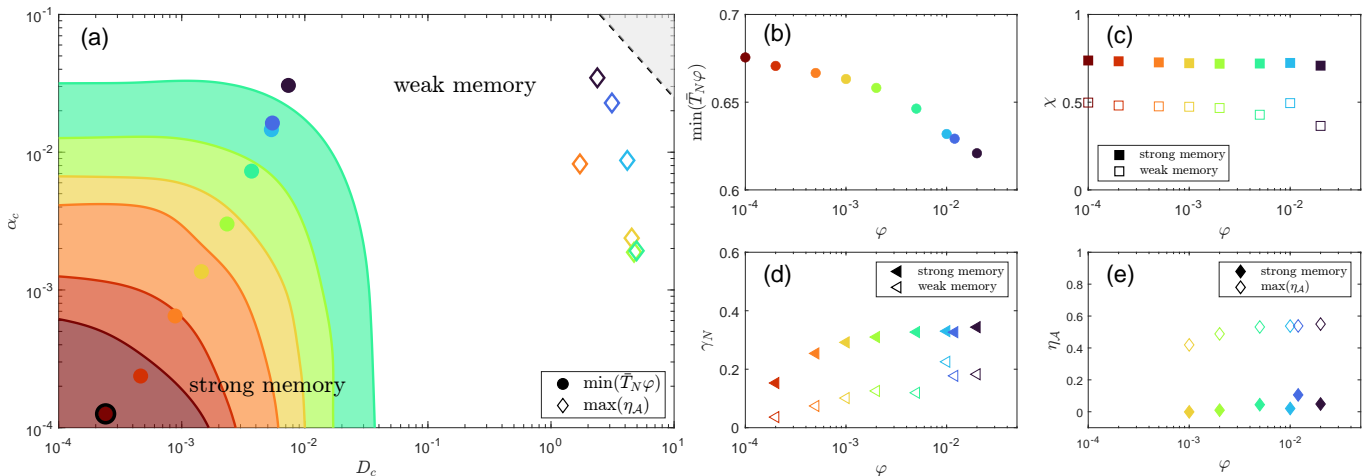 (a)
weak memory
strong memory
min(T̄_Nφ)
max(η_𝒜)
α_c
10^-1
10^-2
10^-3
10^-4
10^-4
10^-3
10^-2
10^-1
10^0
10^1
D_c
(b)
min(T̄_Nφ)
0.7
0.65
0.6
10^-4
10^-3
10^-2
φ
(c)
χ
1
0.5
0
strong memory
weak memory
10^-4
10^-3
10^-2
φ
(d)
γ_N
0.6
0.4
0.2
0
strong memory
weak memory
10^-4
10^-3
10^-2
φ
(e)
η_𝒜
1
0.8
0.6
0.4
0.2
0
strong memory
max(η_𝒜)
10^-4
10^-3
10^-2
φ